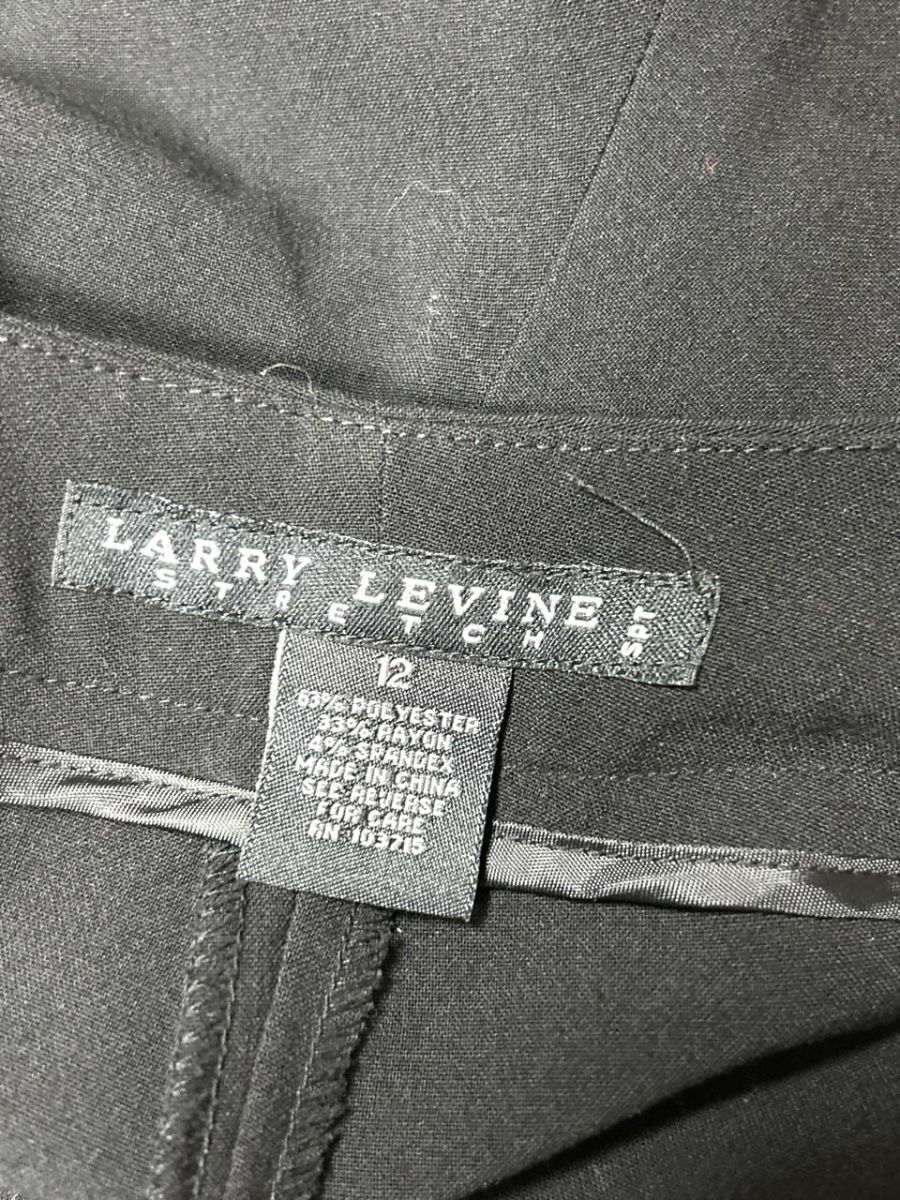 LARRY LEVINE
STRETCH SPT
12
63% POLYESTER
33% RAYON
4% SPANDEX
MADE IN CHINA
SEE REVERSE
FOR CARE
RN 103715